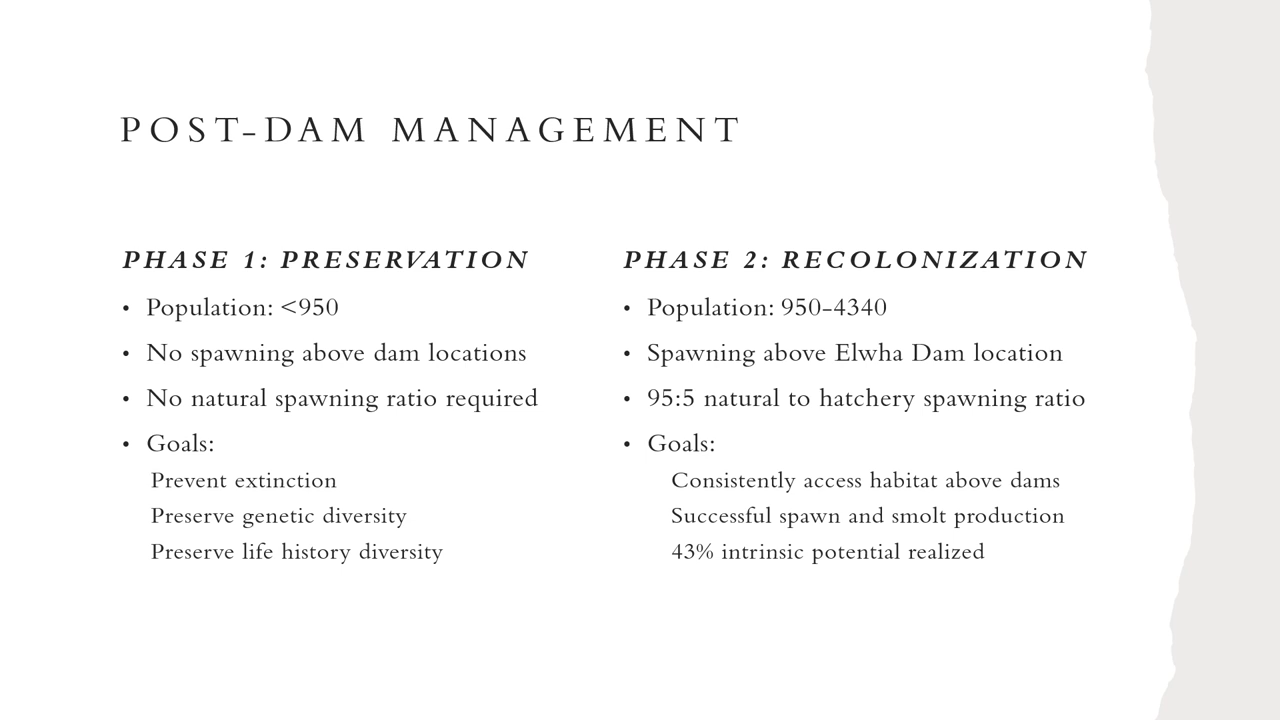 POST-DAM MANAGEMENT
PHASE 1: PRESERVATION
• Population: <950
• No spawning above dam locations
• No natural spawning ratio required
• Goals:
Prevent extinction
Preserve genetic diversity
Preserve life history diversity
PHASE 2: RECOLONIZATION
• Population: 950-4340
• Spawning above Elwha Dam location
• 95:5 natural to hatchery spawning ratio
• Goals:
Consistently access habitat above dams
Successful spawn and smolt production
43% intrinsic potential realized